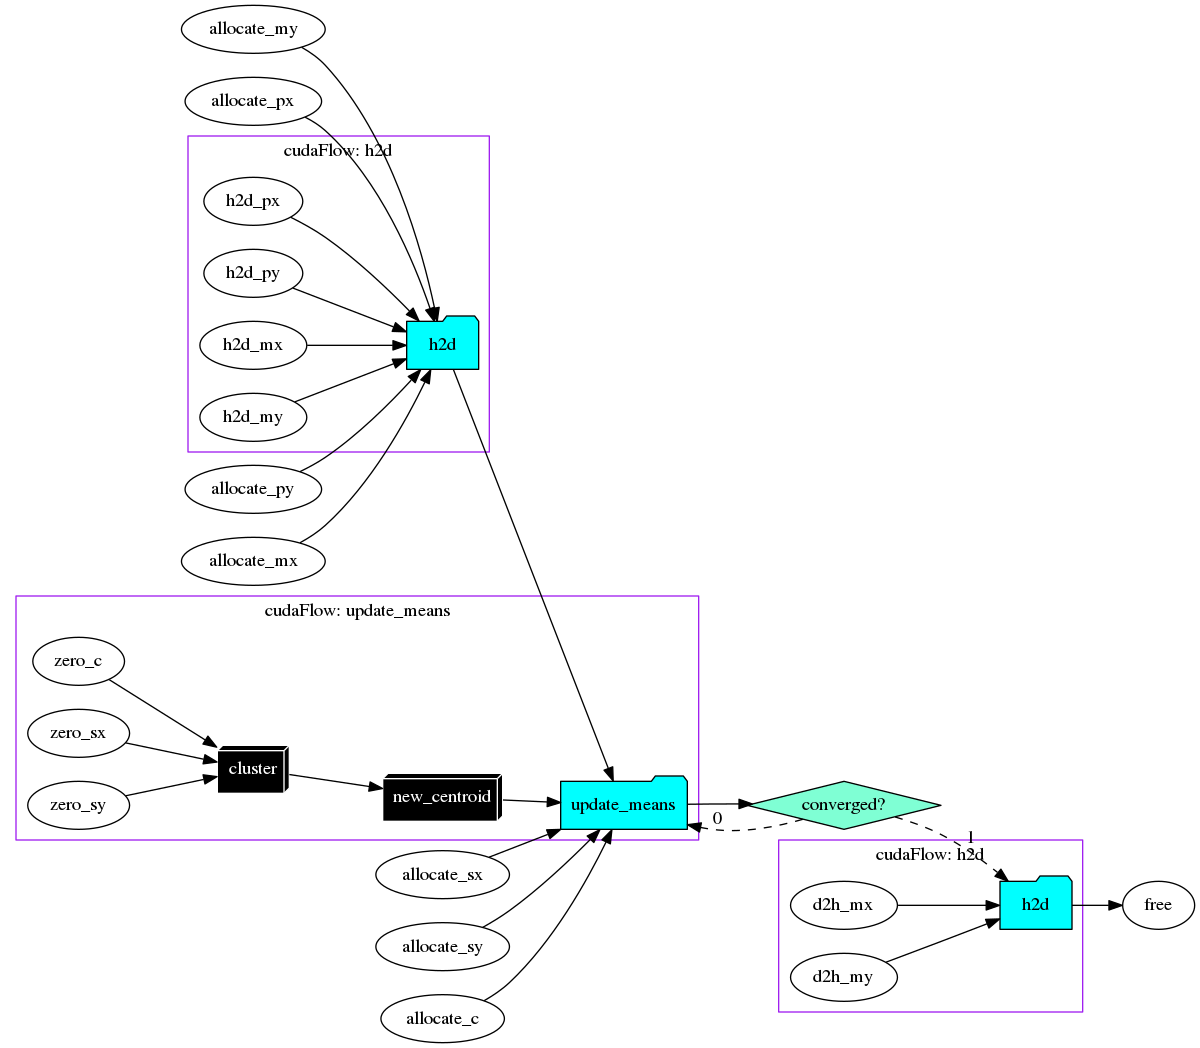 allocate_my
allocate_px
cudaFlow: h2d
h2d_px
h2d_py
h2d_mx
h2d
h2d_my
allocate_py
allocate_mx
cudaFlow: update_means
zero_c
zero_sx
zero_sy
cluster
new_centroid
update_means
converged?
0
1
allocate_sx
allocate_sy
allocate_c
cudaFlow: h2d
d2h_mx
h2d
free
d2h_my